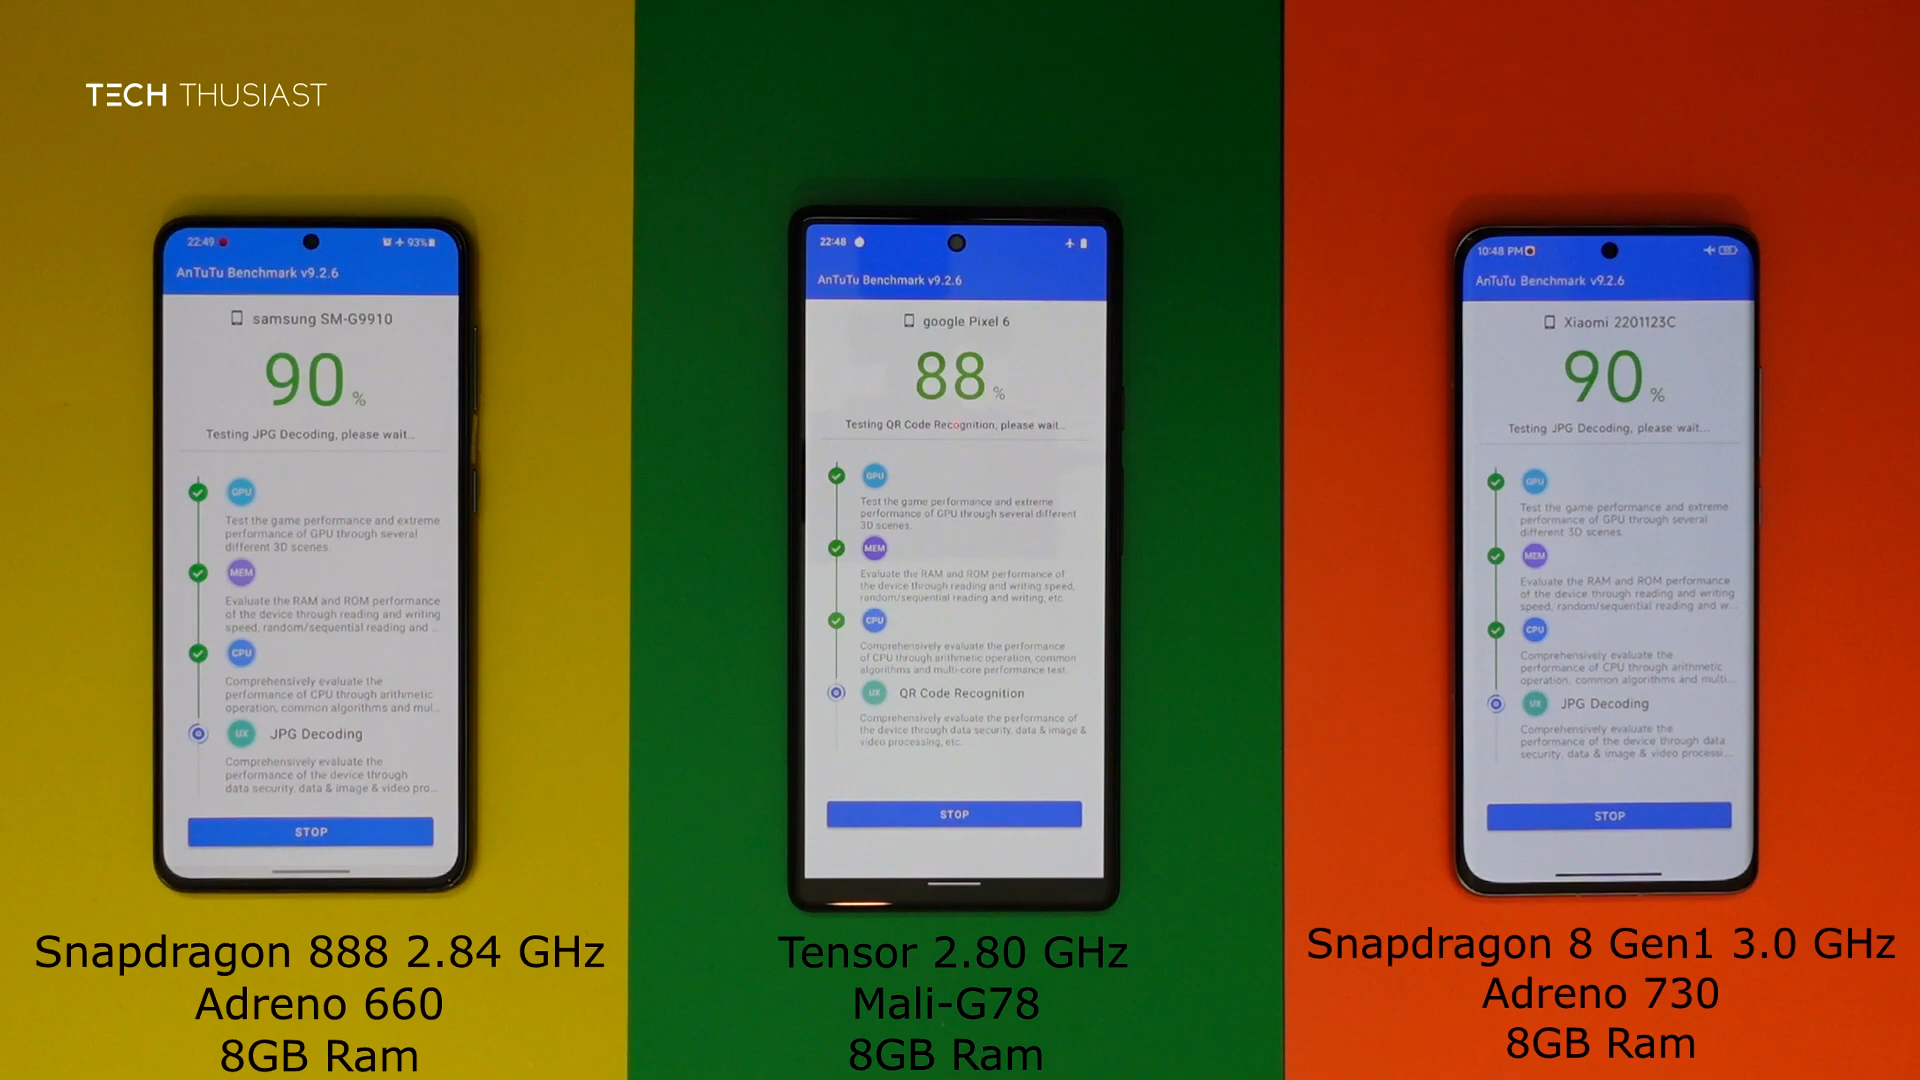 TECH THUSIAST
22:49
93%
AnTuTu Benchmark v9.2.6
samsung SM-G9910
90 %
Testing JPG Decoding, please wait...
GPU
Test the game performance and extreme
performance of GPU through several
different 3D scenes.
MEM
Evaluate the RAM and ROM performance
of the device through reading and writing
speed, random/sequential reading and ...
CPU
Comprehensively evaluate the
performance of CPU through arithmetic
operation, common algorithms and mul...
UX JPG Decoding
Comprehensively evaluate the
performance of the device through
data security, data & image & video pro...
STOP
Snapdragon 888 2.84 GHz
Adreno 660
8GB Ram
22:48
AnTuTu Benchmark v9.2.6
google Pixel 6
88 %
Testing QR Code Recognition, please wait...
GPU
Test the game performance and extreme
performance of GPU through several different
3D scenes.
MEM
Evaluate the RAM and ROM performance of
the device through reading and writing speed,
random/sequential reading and writing, etc.
CPU
Comprehensively evaluate the performance
of CPU through arithmetic operation, common
algorithms and multi-core performance test.
UX QR Code Recognition
Comprehensively evaluate the performance of
the device through data security, data & image &
video processing, etc.
STOP
Tensor 2.80 GHz
Mali-G78
8GB Ram
10:48 PM
AnTuTu Benchmark v9.2.6
Xiaomi 2201123C
90 %
Testing JPG Decoding, please wait...
GPU
Test the game performance and extreme
performance of GPU through several
different 3D scenes.
MEM
Evaluate the RAM and ROM performance
of the device through reading and writing
speed, random/sequential reading and w...
CPU
Comprehensively evaluate the
performance of CPU through arithmetic
operation, common algorithms and multi...
UX JPG Decoding
Comprehensively evaluate the
performance of the device through data
security, data & image & video processi...
STOP
Snapdragon 8 Gen1 3.0 GHz
Adreno 730
8GB Ram